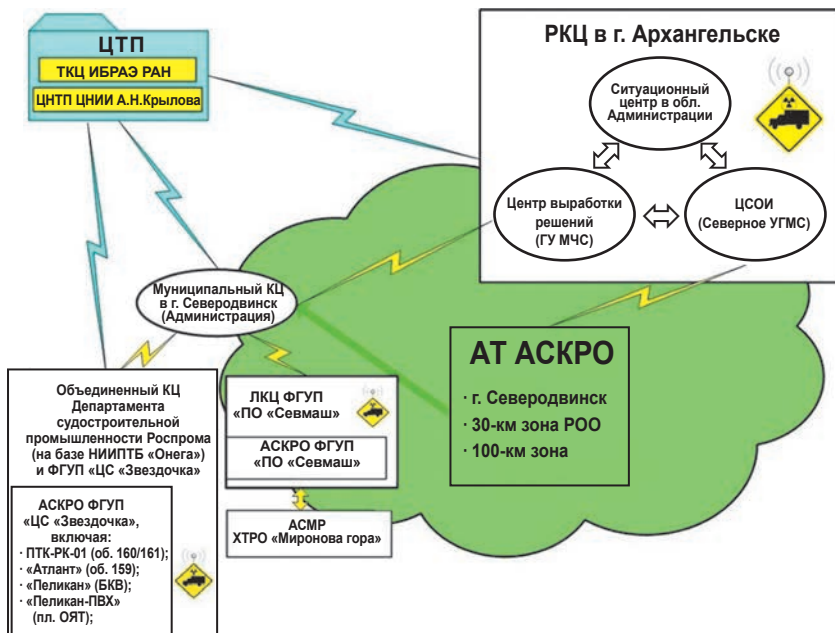 ЦТП
ТКЦ ИБРАЭ РАН
ЦНТП ЦНИИ А.Н.Крылова
РКЦ в г. Архангельске
Ситуационный
центр в обл.
Администрации
Центр выработки
решений
(ГУ МЧС)
ЦСОИ
(Северное УГМС)
Муниципальный КЦ
в г. Северодвинск
(Администрация)
АТ АСКРО
· г. Северодвинск
· 30-км зона РОО
· 100-км зона
Объединенный КЦ
Департамента
судостроительной
промышленности Роспрома
(на базе НИИПТБ «Онега»)
и ФГУП «ЦС «Звездочка»
АСКРО ФГУП
«ЦС «Звездочка»,
включая:
· ПТК-РК-01 (об. 160/161);
· «Атлант» (об. 159);
· «Пеликан» (БКВ);
· «Пеликан-ПВХ»
(пл. ОЯТ);
ЛКЦ ФГУП
«ПО «Севмаш»
АСКРО ФГУП
«ПО «Севмаш»
АСМР
ХТРО «Миронова гора»